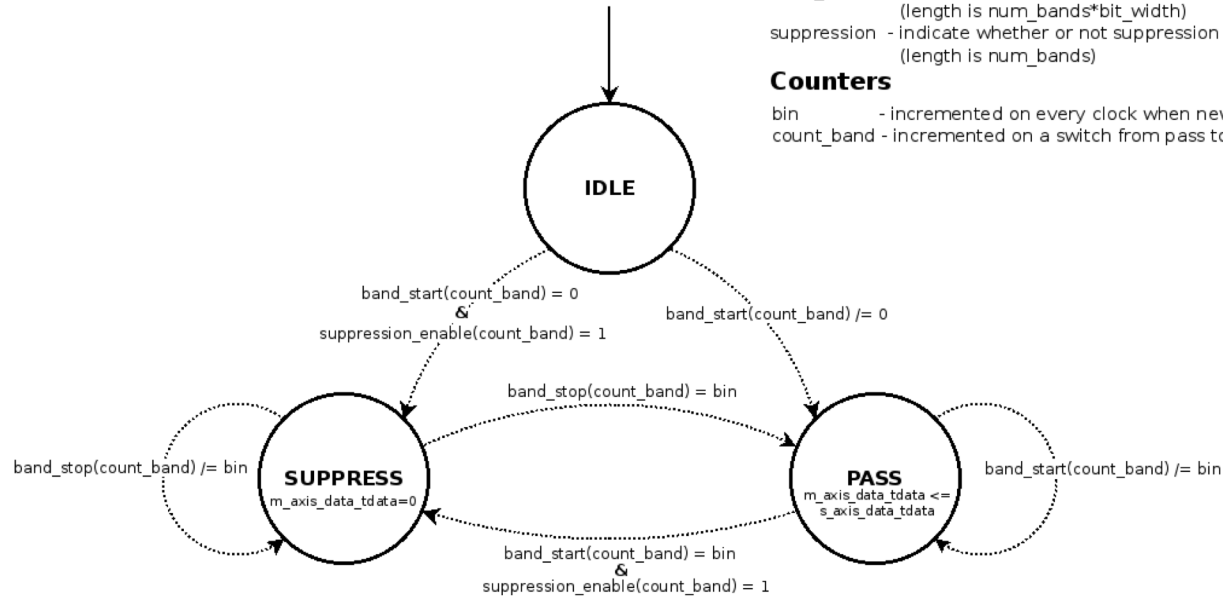 (length is num_bands*bit_width)
suppression - indicate whether or not suppression
(length is num_bands)
Counters
bin - incremented on every clock when
count_band - incremented on a switch from pass
IDLE
band_start(count_band) = 0
&
suppression_enable(count_band) = 1
band_start(count_band) /= 0
band_stop(count_band) = bin
band_stop(count_band) /= bin
SUPPRESS
m_axis_data_tdata=0
PASS
m_axis_data_tdata <=
s_axis_data_tdata
band_start(count_band) /= bin
band_start(count_band) = bin
&
suppression_enable(count_band) = 1